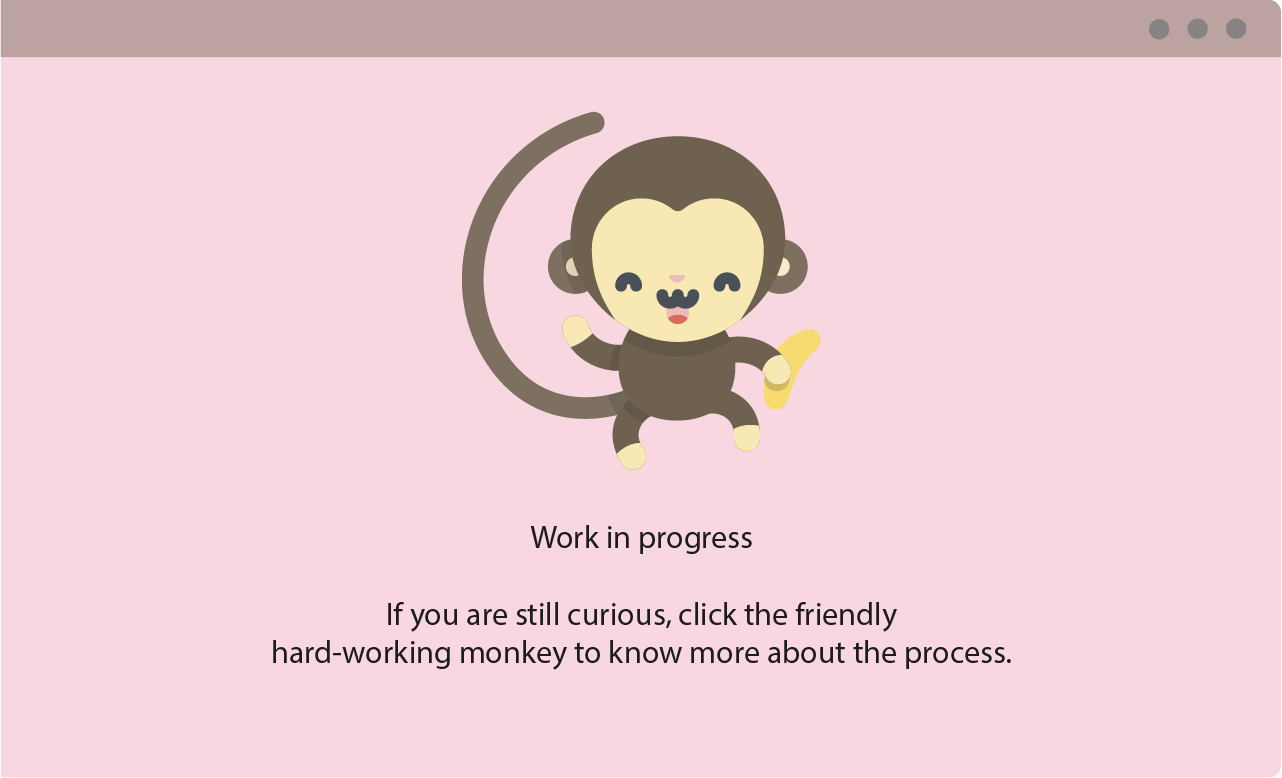 Work in progress
If you are still curious, click the friendly
hard-working monkey to know more about the process.